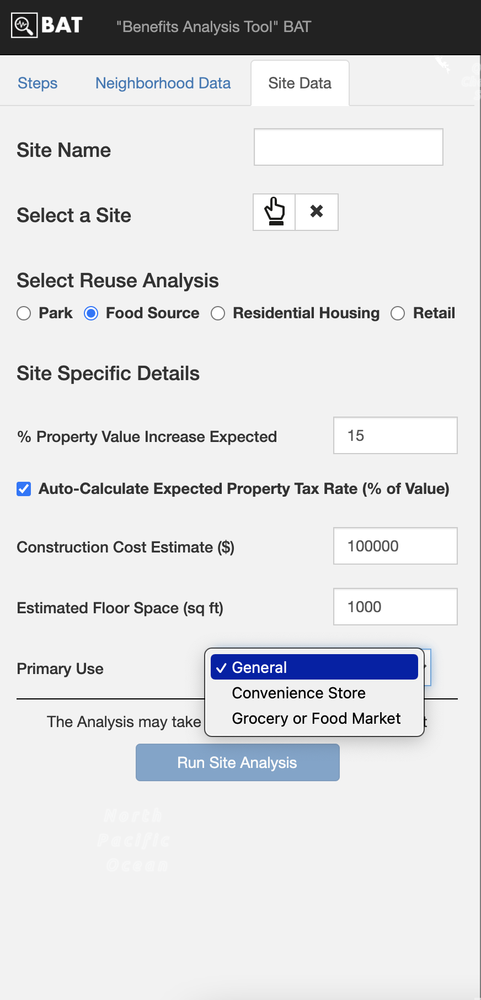 BAT "Benefits Analysis Tool" BAT
Steps Neighborhood Data Site Data
Site Name
Select a Site
Select Reuse Analysis
Park Food Source Residential Housing Retail
Site Specific Details
% Property Value Increase Expected 15
Auto-Calculate Expected Property Tax Rate (% of Value)
Construction Cost Estimate ($) 100000
Estimated Floor Space (sq ft) 1000
Primary Use General
Convenience Store
The Analysis may take Grocery or Food Market
Run Site Analysis
North
Pacific
Ocean